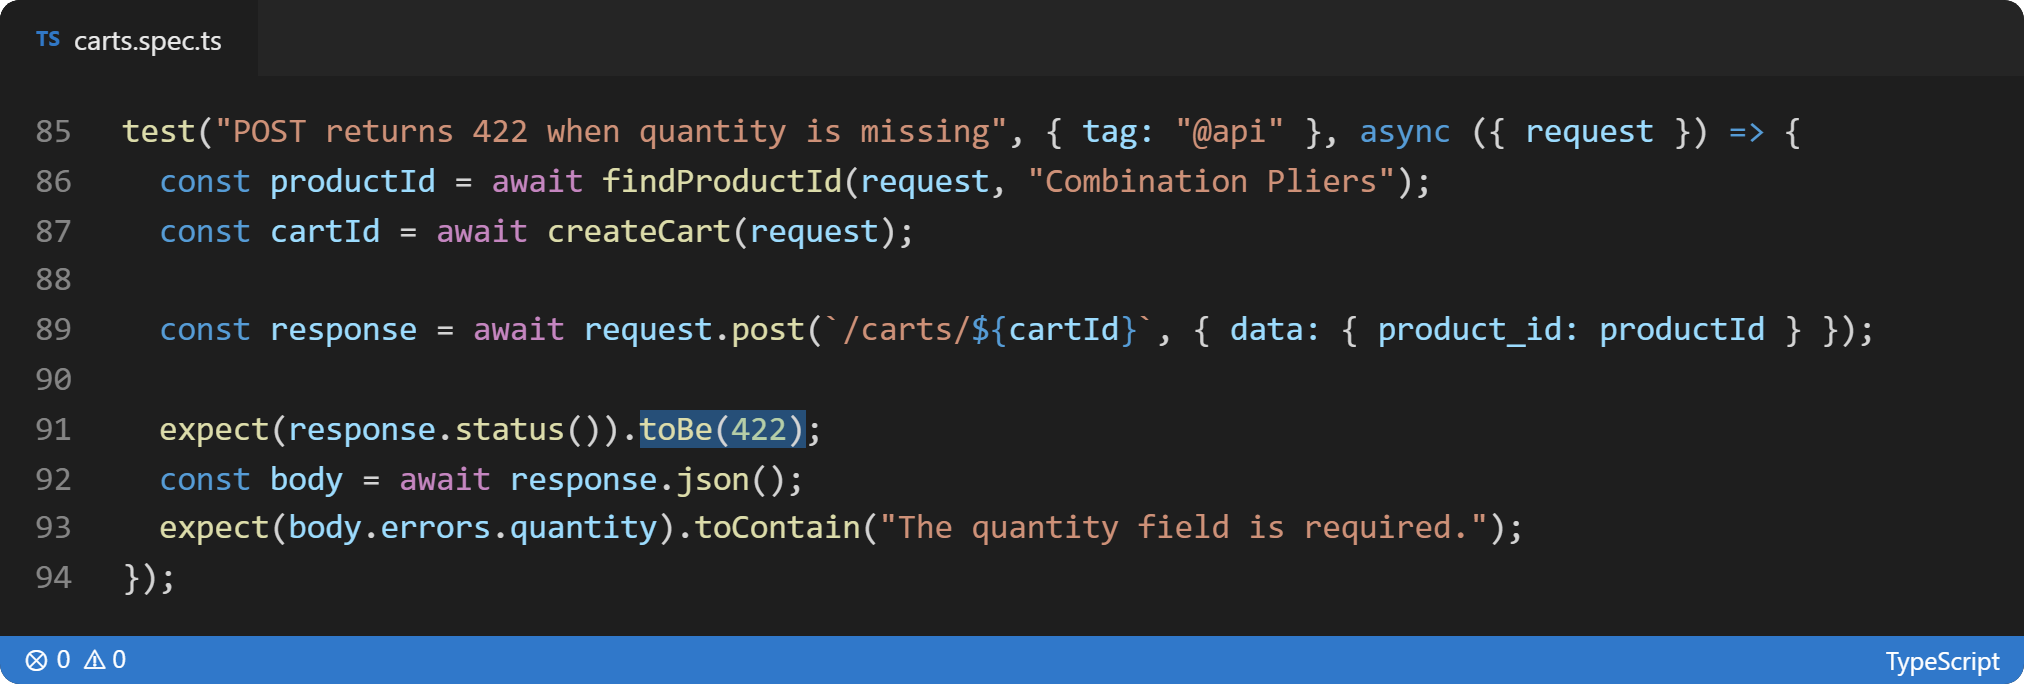 TS carts.spec.ts
85 test("POST returns 422 when quantity is missing", { tag: "@api" }, async ({ request }) => {
86   const productId = await findProductId(request, "Combination Pliers");
87   const cartId = await createCart(request);
88
89   const response = await request.post(`/carts/${cartId}`, { data: { product_id: productId } });
90
91   expect(response.status()).toBe(422);
92   const body = await response.json();
93   expect(body.errors.quantity).toContain("The quantity field is required.");
94 });
0 0 TypeScript